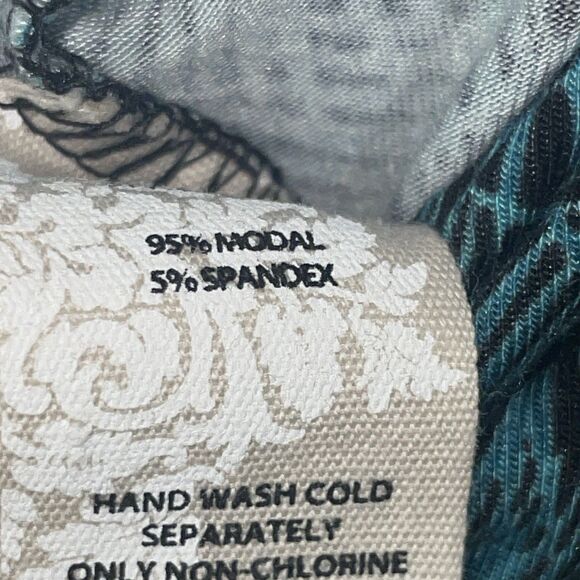 95% MODAL
5% SPANDEX
HAND WASH COLD
SEPARATELY
ONLY NON-CHLORINE